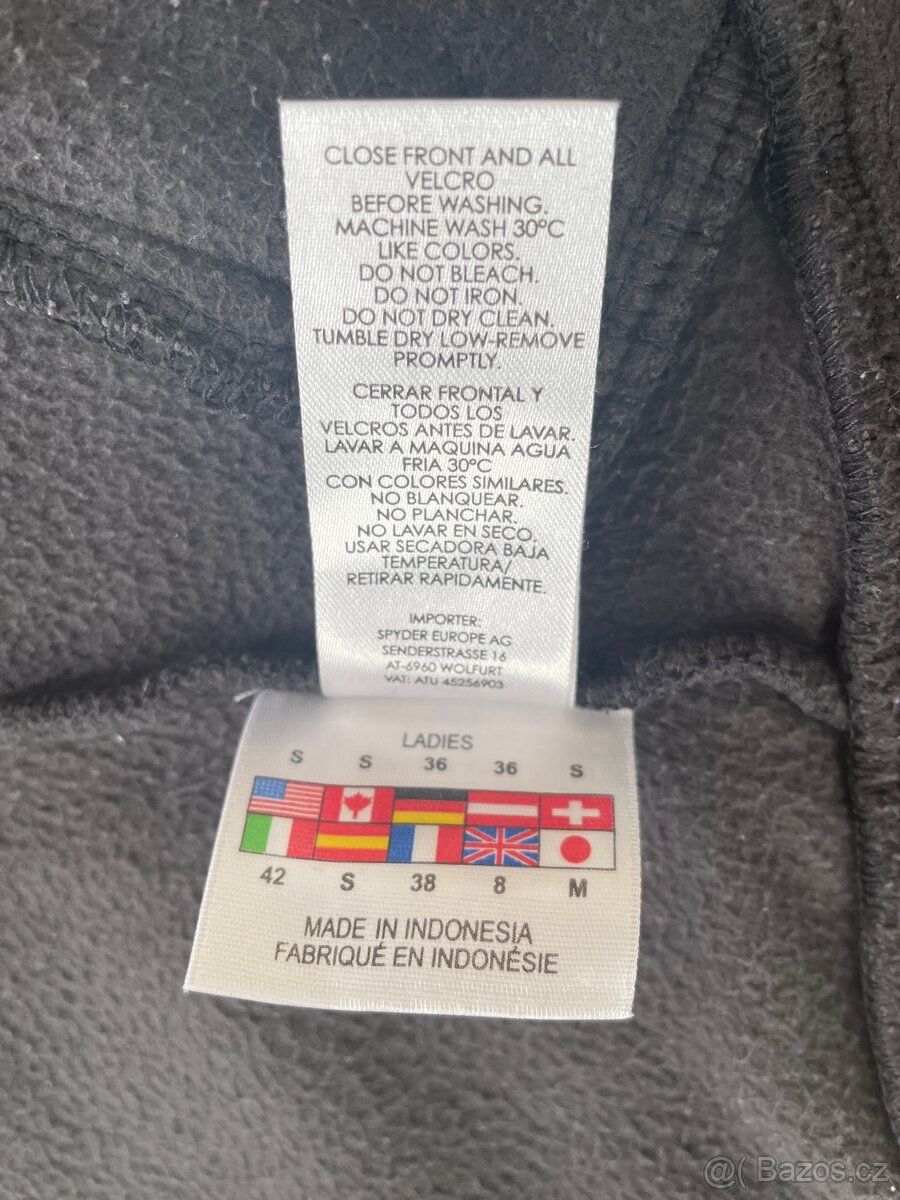 CLOSE FRONT AND ALL
VELCRO
BEFORE WASHING.
MACHINE WASH 30ºC
LIKE COLORS.
DO NOT BLEACH.
DO NOT IRON.
DO NOT DRY CLEAN.
TUMBLE DRY LOW-REMOVE
PROMPTLY.
CERRAR FRONTAL Y
TODOS LOS
VELCROS ANTES DE LAVAR.
LAVAR A MAQUINA AGUA
FRIA 30ºC
CON COLORES SIMILARES.
NO BLANQUEAR.
NO PLANCHAR.
NO LAVAR EN SECO.
USAR SECADORA BAJA
TEMPERATURA/
RETIRAR RAPIDAMENTE.
IMPORTER:
SPYDER EUROPE AG
SENDERSTRASSE 16
AT-6960 WOLFURT
VAT: ATU 45256903
LADIES
S S 36 36 S
42 S 38 8 M
MADE IN INDONESIA
FABRIQUÉ EN INDONÉSIE
@( Bazos.cz